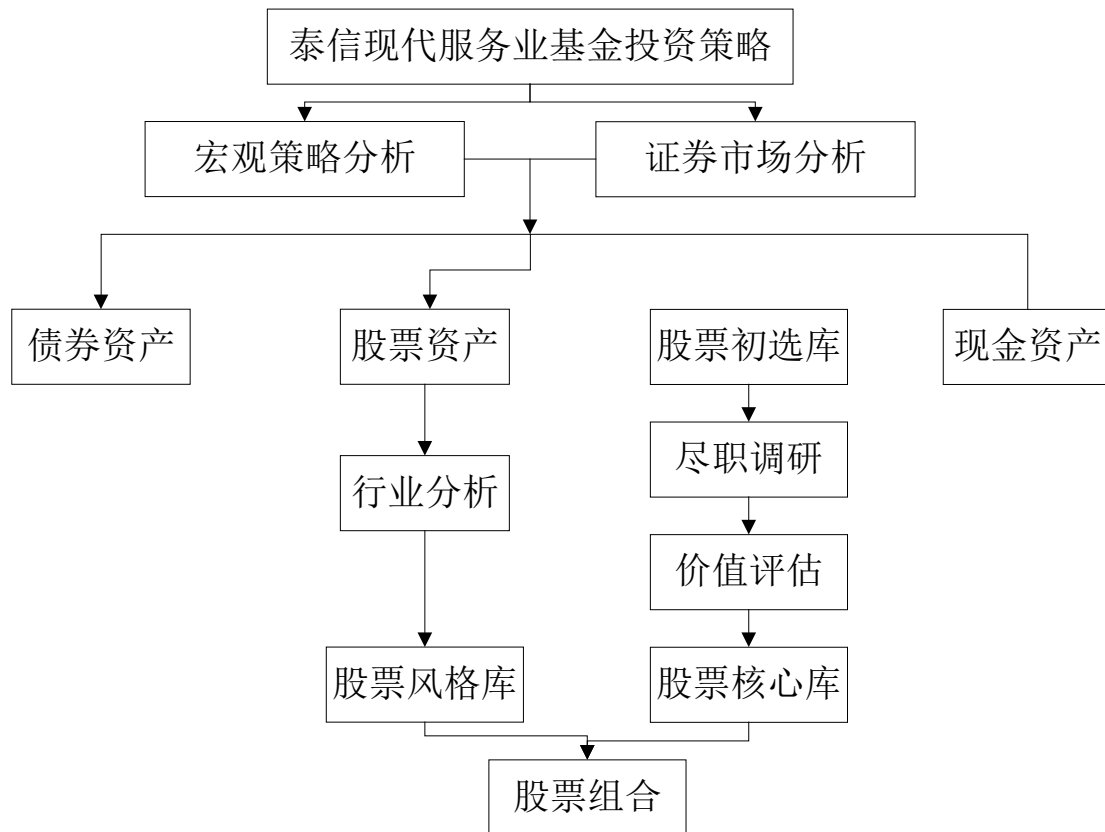 泰信现代服务业基金投资策略
宏观策略分析
证券市场分析
债券资产
股票资产
股票初选库
现金资产
尽职调研
行业分析
价值评估
股票风格库
股票核心库
股票组合